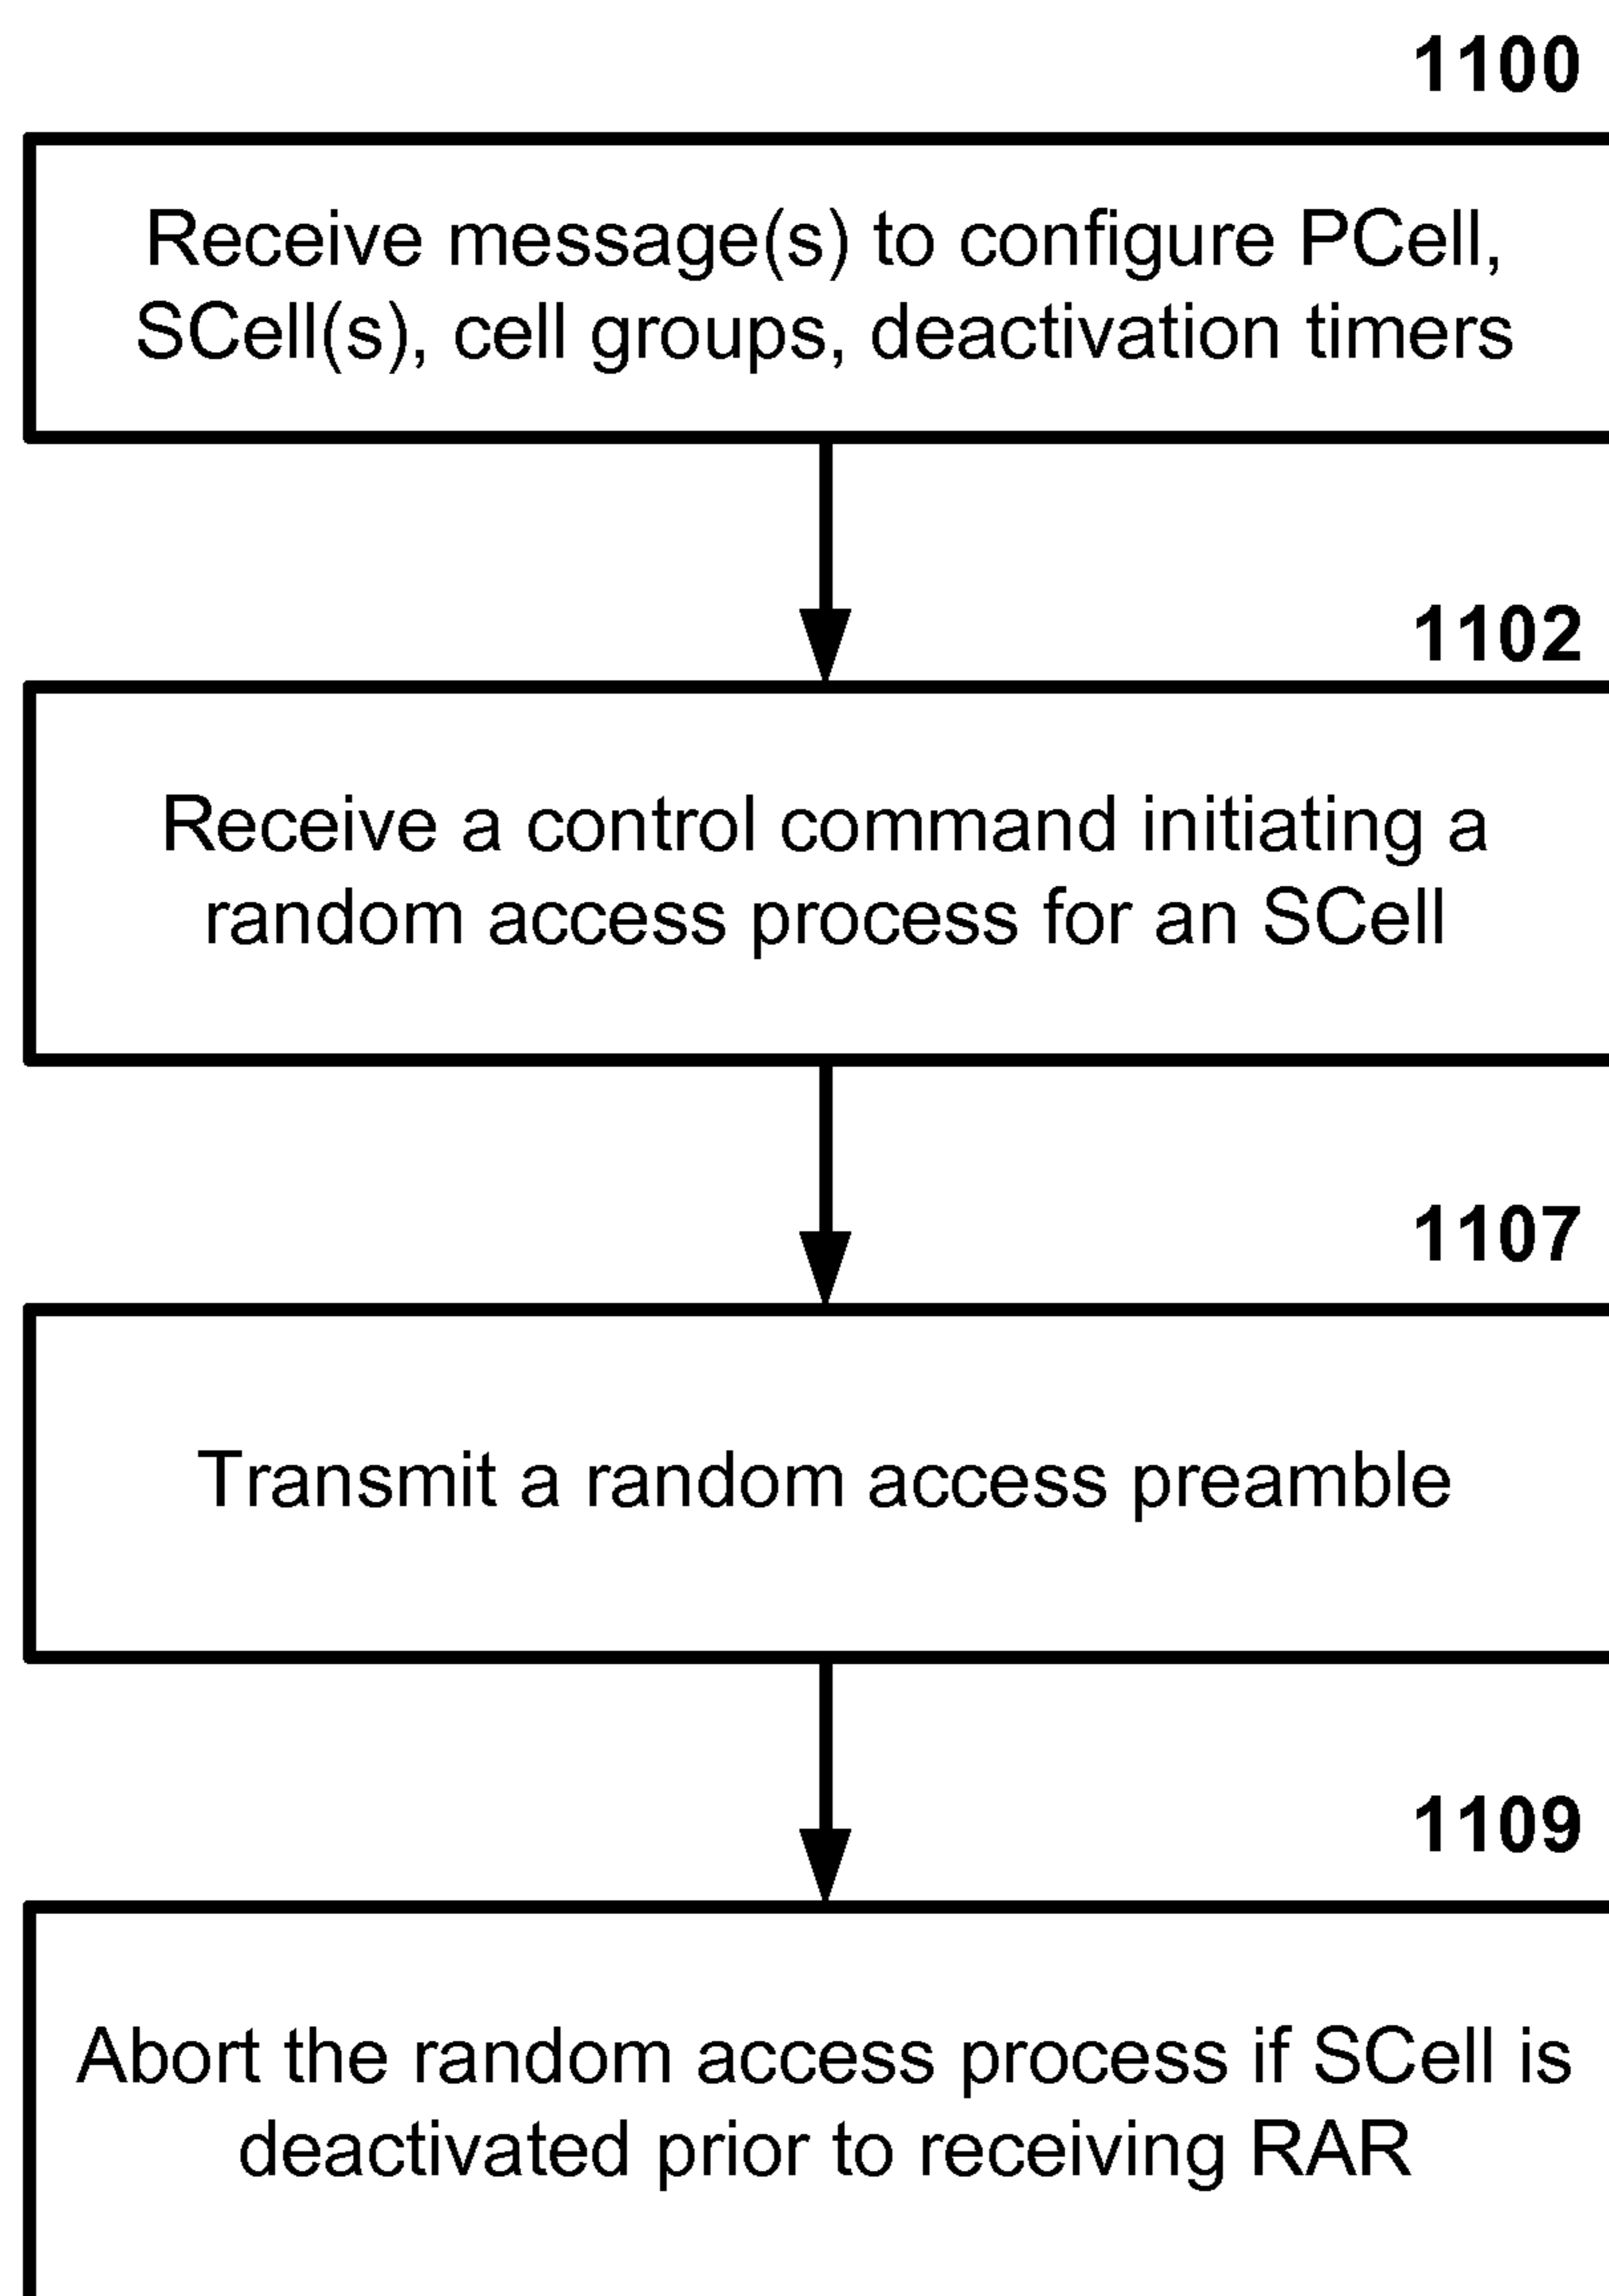 1100
Receive message(s) to configure PCell,
SCell(s), cell groups, deactivation timers
1102
Receive a control command initiating a
random access process for an SCell
1107
Transmit a random access preamble
1109
Abort the random access process if SCell is
deactivated prior to receiving RAR